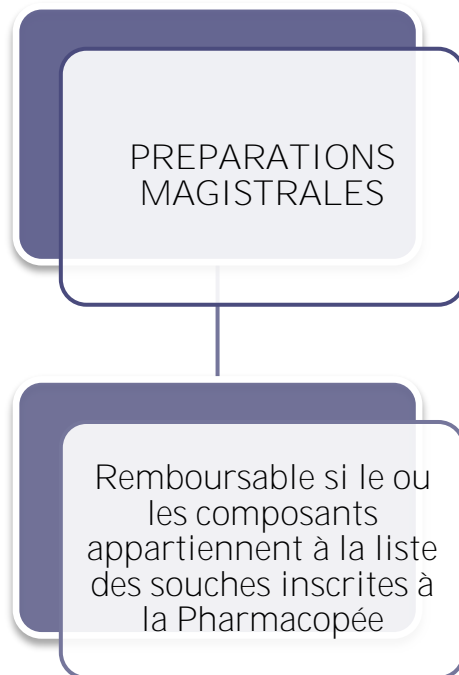 PREPARATIONS
MAGISTRALES
Remboursable si le ou
les composants
appartiennent à la liste
des souches inscrites à
la Pharmacopée